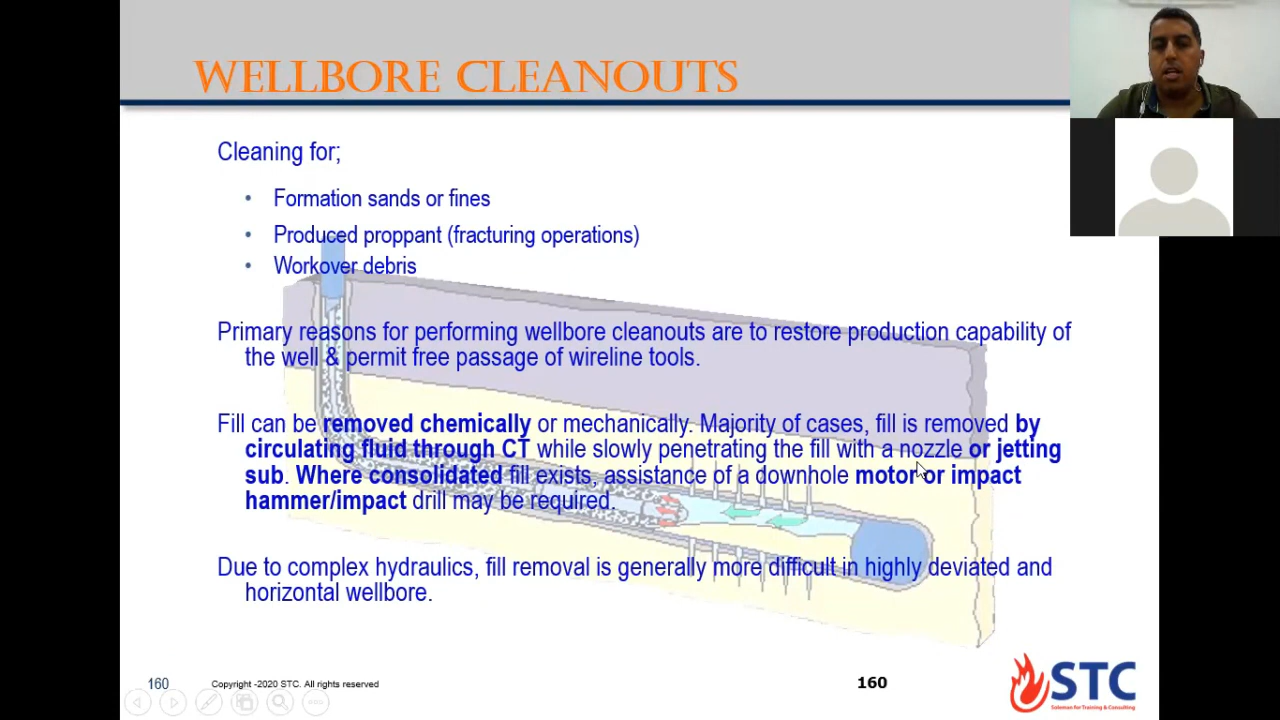 WELLBORE CLEANOUTS
Cleaning for;
• Formation sands or fines
• Produced proppant (fracturing operations)
• Workover debris
Primary reasons for performing wellbore cleanouts are to restore production capability of
the well & permit free passage of wireline tools.
Fill can be removed chemically or mechanically. Majority of cases, fill is removed by
circulating fluid through CT while slowly penetrating the fill with a nozzle or jetting
sub. Where consolidated fill exists, assistance of a downhole motor or impact
hammer/impact drill may be required.
Due to complex hydraulics, fill removal is generally more difficult in highly deviated and
horizontal wellbore.
160
Copyright -2020 STC. All rights reserved
160
STC
Solution for Training & Consulting